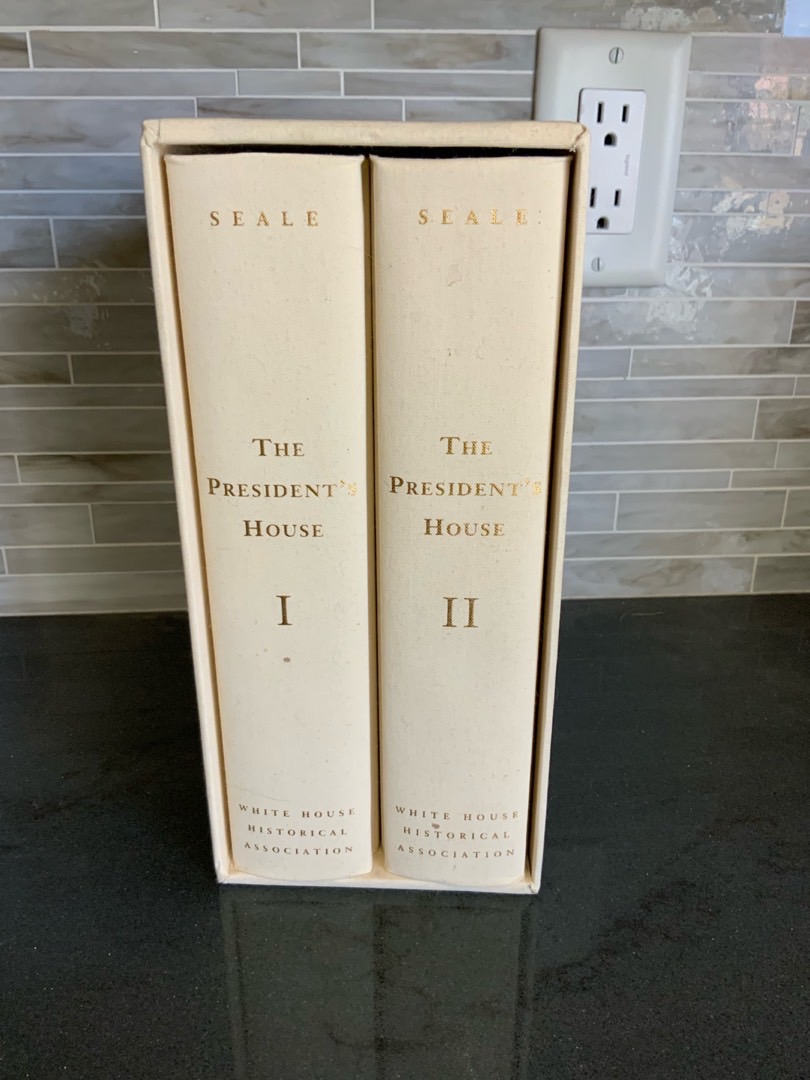 SEALE
THE
PRESIDENT'S
HOUSE
I
WHITE HOUSE
HISTORICAL
ASSOCIATION
SEALE
THE
PRESIDENT'S
HOUSE
II
WHITE HOUSE
HISTORICAL
ASSOCIATION